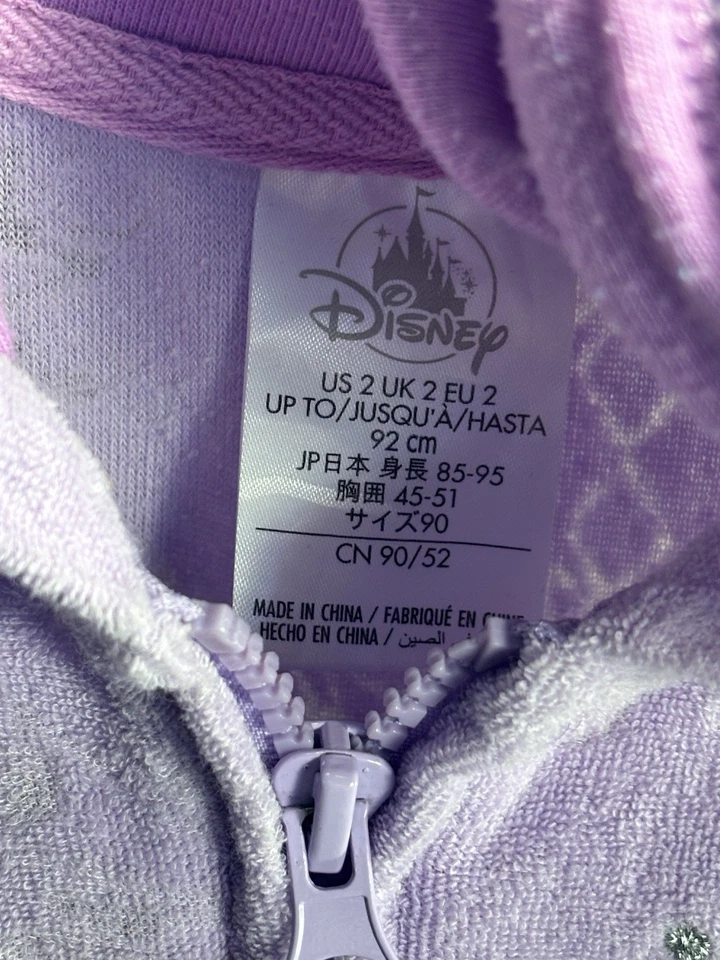 Disney
US 2 UK 2 EU 2
UP TO/JUSQU'À/HASTA
92 cm
JP日本 身長 85-95
胸囲 45-51
サイズ90
CN 90/52
MADE IN CHINA / FABRIQUÉ EN CHINE
HECHO EN CHINA / الصين